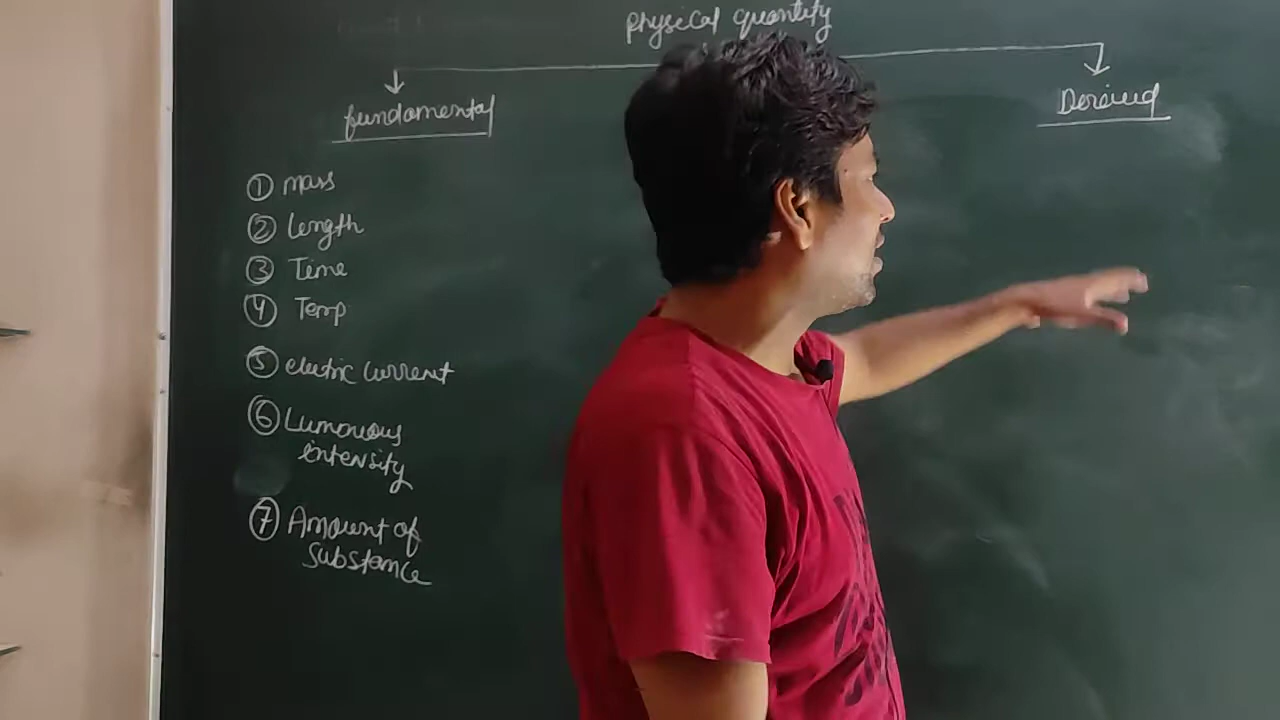 Physical quantity
fundamental
Derived
① Mass
② Length
③ Time
④ Temp
⑤ electric current
⑥ Lumonous
intensity
⑦ Amount of
substance